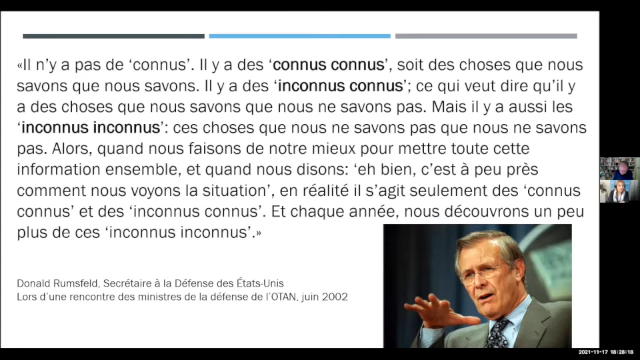 «Il n'y a pas de 'connus'. Il y a des 'connus connus', soit des choses que nous
savons que nous savons. Il y a des 'inconnus connus'; ce qui veut dire qu'il y
a des choses que nous savons que nous ne savons pas. Mais il y a aussi les
'inconnus inconnus': ces choses que nous ne savons pas que nous ne savons
pas. Alors, quand nous faisons de notre mieux pour mettre toute cette
information ensemble, et quand nous disons: 'eh bien, c'est à peu près
comment nous voyons la situation', en réalité il s'agit seulement des 'connus
connus' et des 'inconnus connus'. Et chaque année, nous découvrons un peu
plus de ces 'inconnus inconnus'.»
Donald Rumsfeld, Secrétaire à la Défense des États-Unis
Lors d'une rencontre des ministres de la défense de l'OTAN, juin 2002
2021-11-17 18:28:16